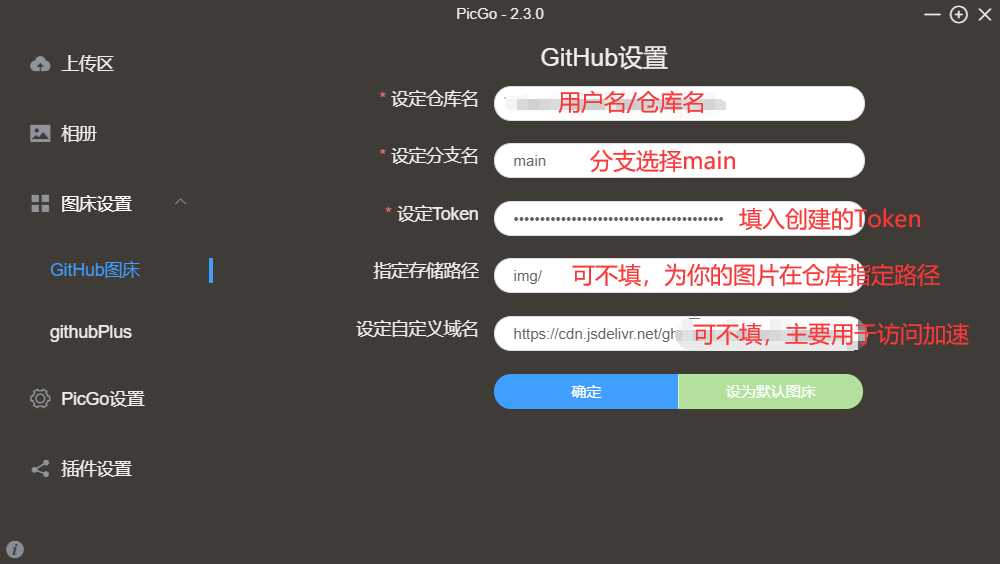 PicGo - 2.3.0
上传区
相册
图床设置
GitHub图床
githubPlus
PicGo设置
插件设置
GitHub设置
* 设定仓库名 用户名/仓库名
* 设定分支名 main 分支选择main
* 设定Token •••••••••••••••••••••••••••••••••••••••• 填入创建的Token
指定存储路径 img/ 可不填，为你的图片在仓库指定路径
设定自定义域名 https://cdn.jsdelivr.net/gh 可不填，主要用于访问加速
确定 设为默认图床